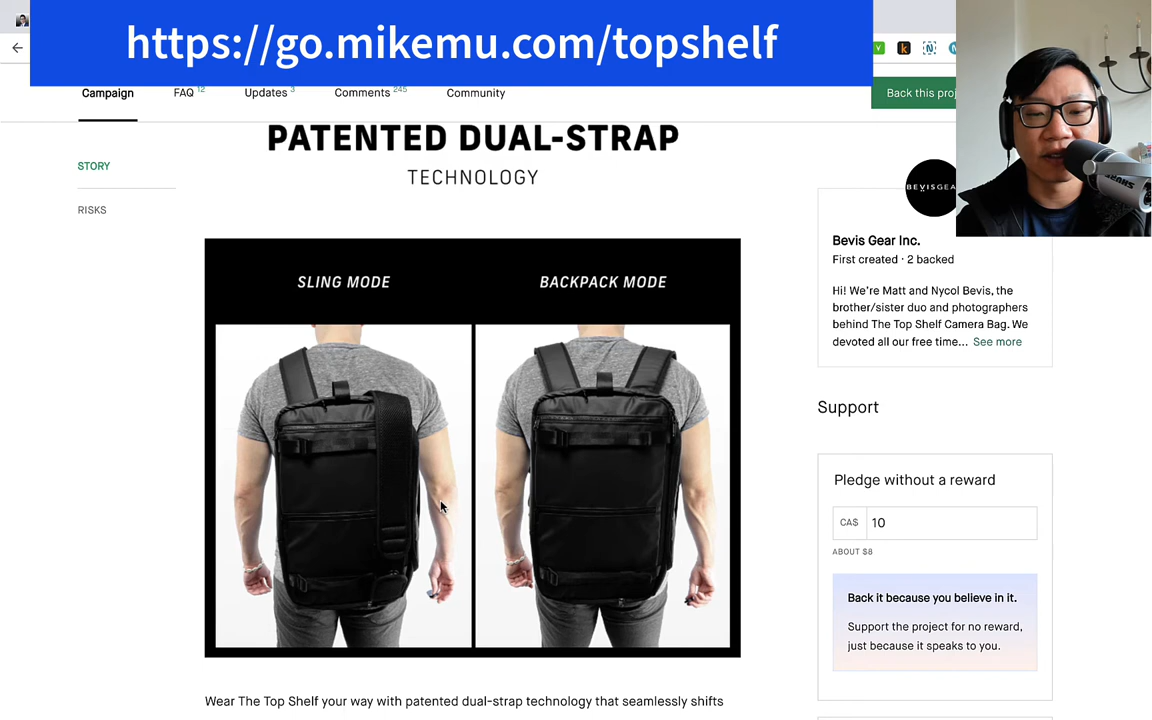 https://go.mikemu.com/topshelf
Campaign
FAQ 12
Updates 3
Comments 245
Community
Back this proj
STORY
RISKS
PATENTED DUAL-STRAP
TECHNOLOGY
SLING MODE
BACKPACK MODE
Wear The Top Shelf your way with patented dual-strap technology that seamlessly shifts
BEVISGEA
Bevis Gear Inc.
First created · 2 backed
Hi! We're Matt and Nycol Bevis, the
brother/sister duo and photographers
behind The Top Shelf Camera Bag. We
devoted all our free time... See more
Support
Pledge without a reward
CA$ 10
ABOUT $8
Back it because you believe in it.
Support the project for no reward,
just because it speaks to you.